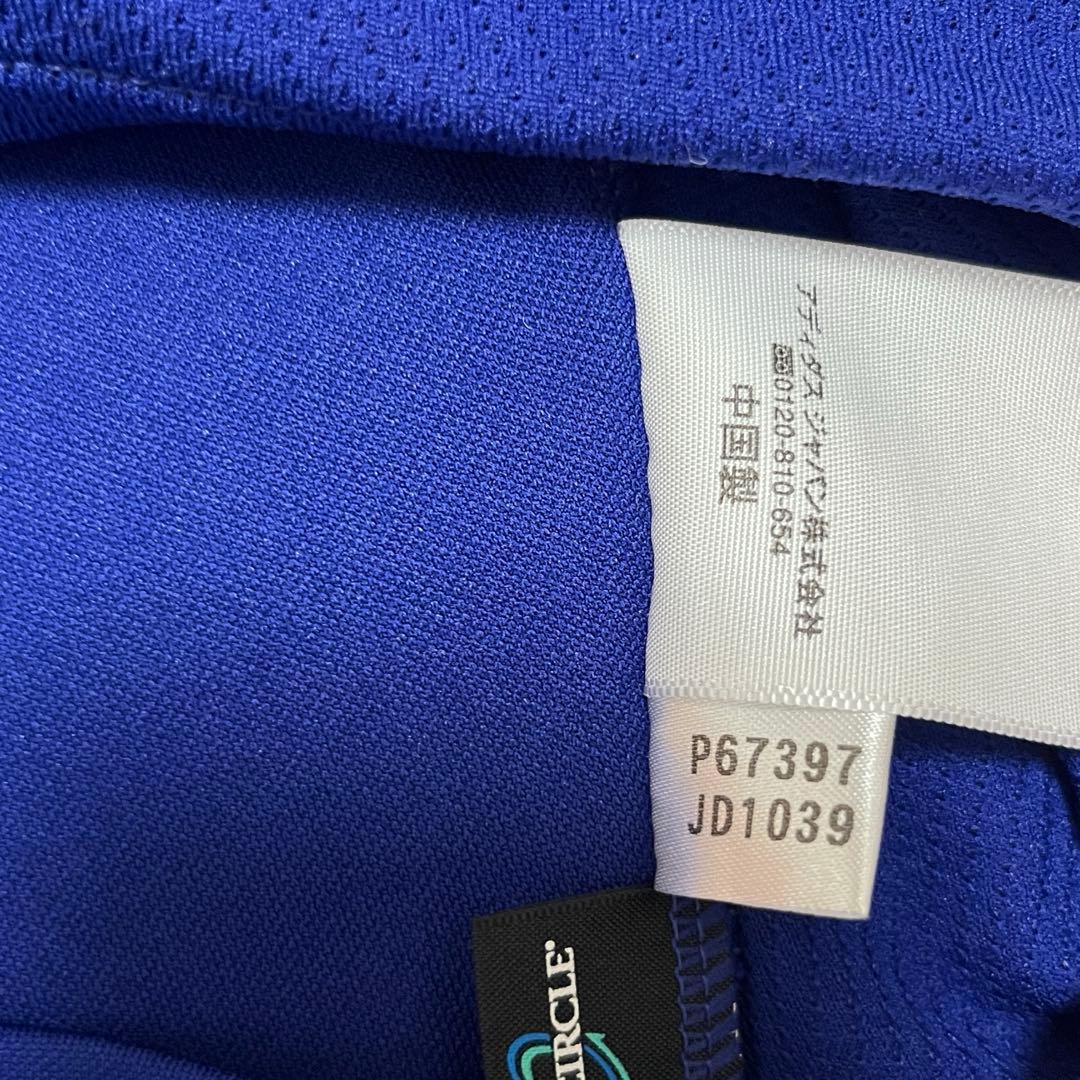 アディダス ジャパン株式会社
0120-810-654
中国製
P67397
JD1039
CIRCLE